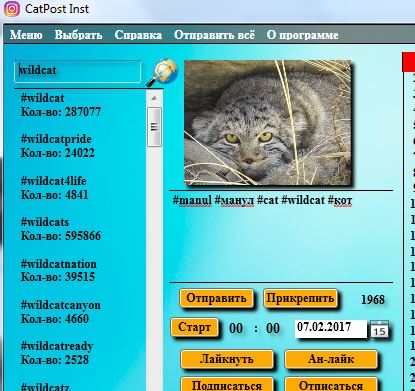 CatPost Inst
Меню Выбрать Справка Отправить всё О программе
wildcat
#wildcat
Кол-во: 287077
#wildcatpride
Кол-во: 24022
#wildcat4life
Кол-во: 4841
#wildcats
Кол-во: 595866
#wildcatnation
Кол-во: 39515
#wildcatcanyon
Кол-во: 4660
#wildcatready
Кол-во: 2528
#wildcatz
#manul #манул #cat #wildcat #кот
Отправить Прикрепить 1968
Старт 00 : 00 07.02.2017 15
Лайкнуть Ан-лайк
Подписаться Отписаться